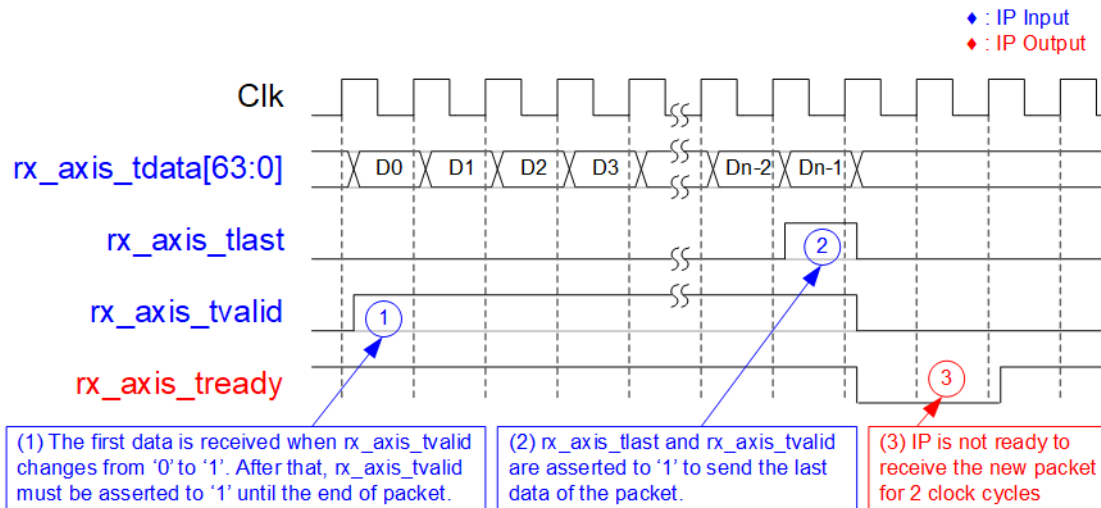 ♦ : IP Input
♦ : IP Output
Clk
rx_axis_tdata[63:0]
D0 D1 D2 D3 Dn-2 Dn-1
rx_axis_tlast
2
rx_axis_tvalid
1
rx_axis_tready
3
(1) The first data is received when rx_axis_tvalid
changes from ‘0’ to ‘1’. After that, rx_axis_tvalid
must be asserted to ‘1’ until the end of packet.
(2) rx_axis_tlast and rx_axis_tvalid
are asserted to ‘1’ to send the last
data of the packet.
(3) IP is not ready to
receive the new packet
for 2 clock cycles